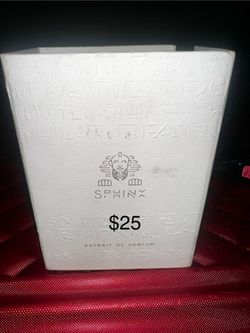 SPHINX
$25
EXTRAIT DE PARFUM